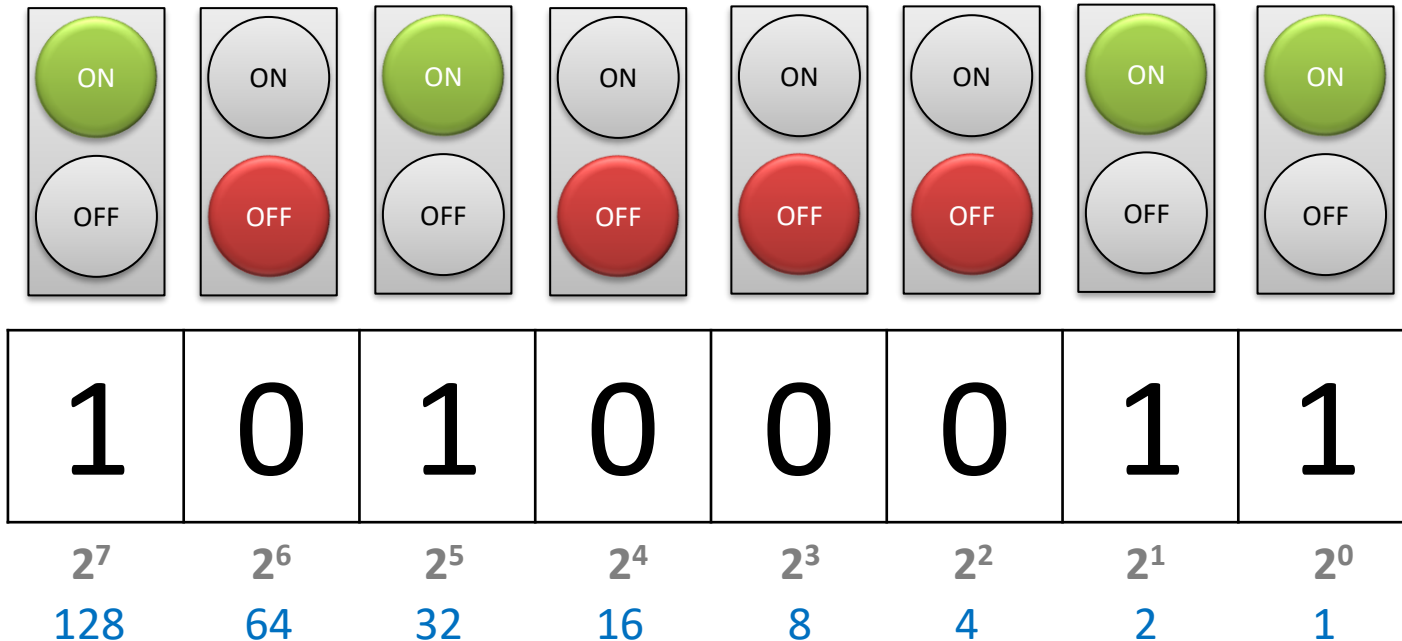 ON ON ON ON ON ON ON ON
OFF OFF OFF OFF OFF OFF OFF OFF
1 0 1 0 0 0 1 1
2⁷ 2⁶ 2⁵ 2⁴ 2³ 2² 2¹ 2⁰
128 64 32 16 8 4 2 1